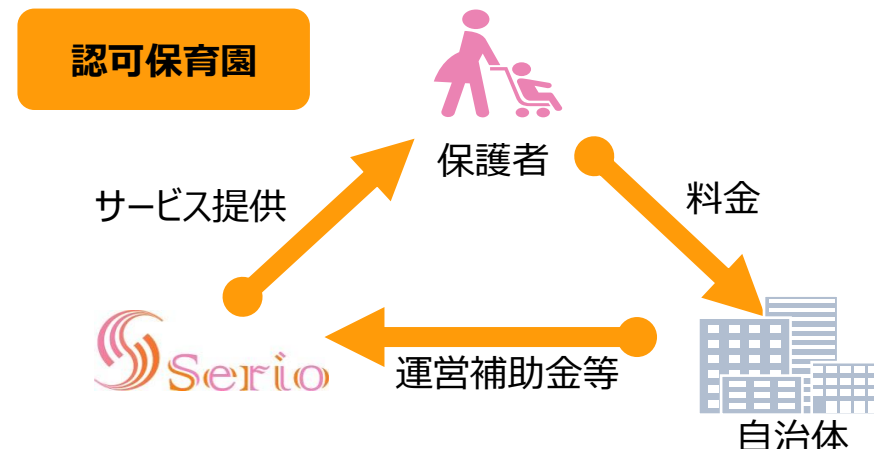 認可保育園
保護者
サービス提供
料金
Serio
運営補助金等
自治体